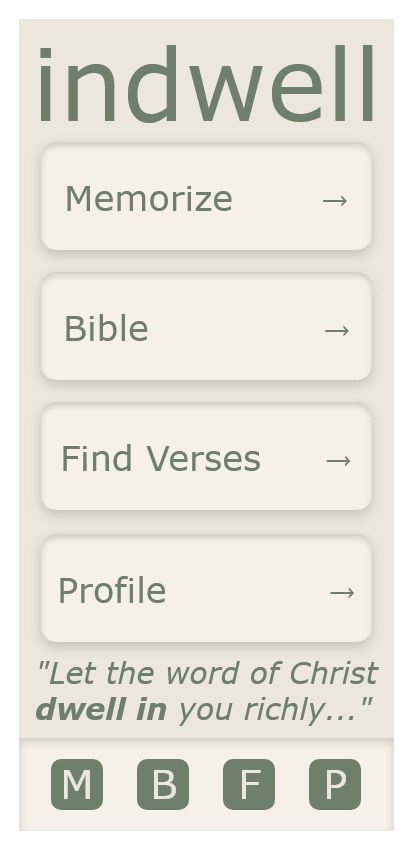 indwell
Memorize →
Bible →
Find Verses →
Profile →
"Let the word of Christ
dwell in you richly..."
M B F P